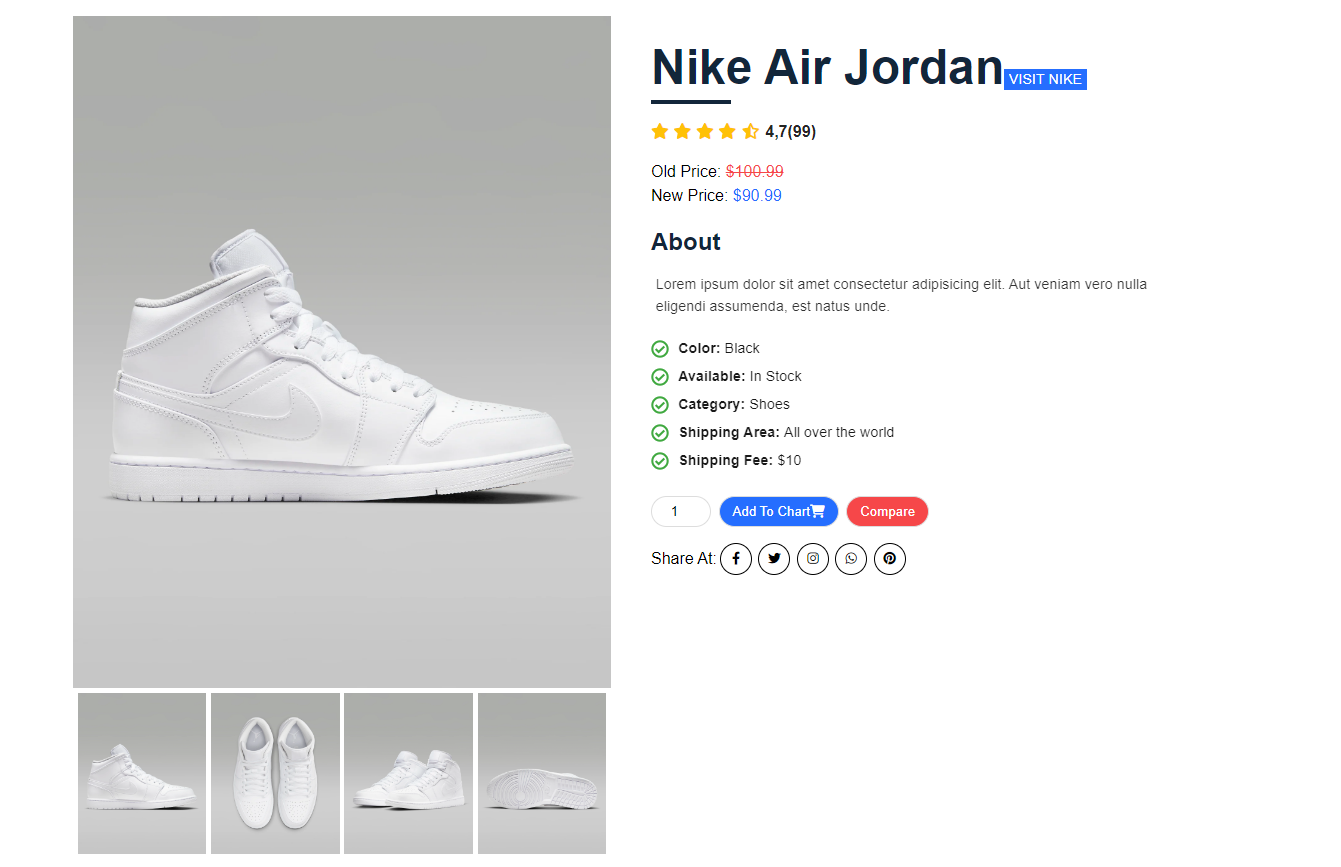 Nike Air Jordan VISIT NIKE
4,7(99)
Old Price: $100.99
New Price: $90.99
About
Lorem ipsum dolor sit amet consectetur adipisicing elit. Aut veniam vero nulla
eligendi assumenda, est natus unde.
Color: Black
Available: In Stock
Category: Shoes
Shipping Area: All over the world
Shipping Fee: $10
1 Add To Chart Compare
Share At: